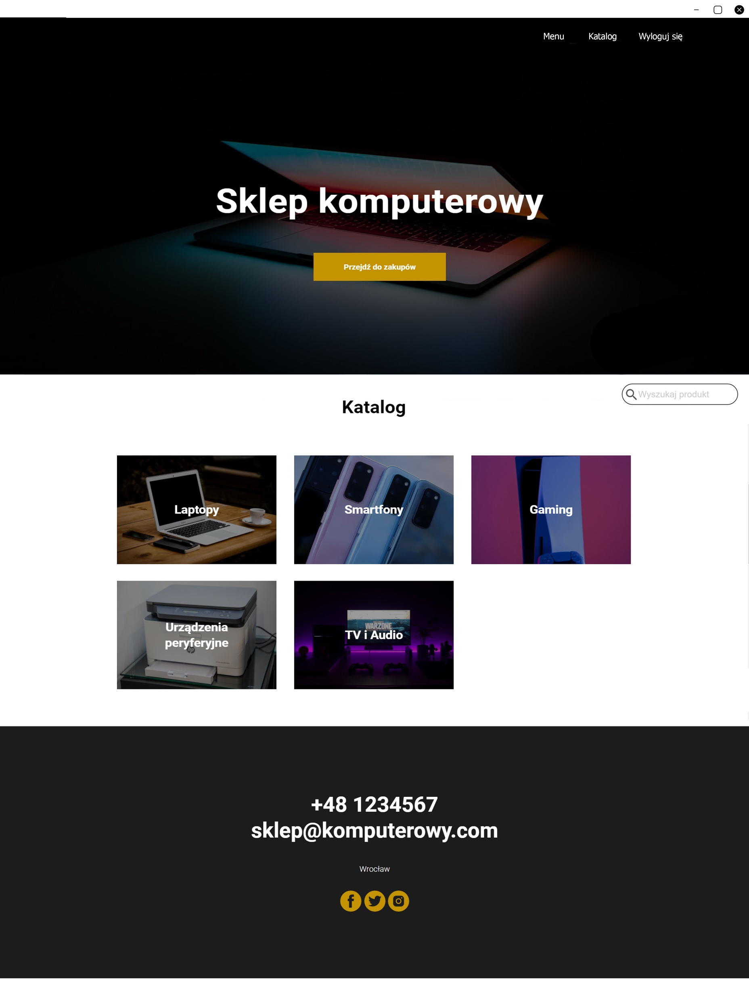 Menu Katalog Wyloguj się
Sklep komputerowy
Przejdź do zakupów
Wyszukaj produkt
Katalog
Laptopy Smartfony Gaming
hp
Urządzenia
peryferyjne
WARZONE
TV i Audio
+48 1234567
sklep@komputerowy.com
Wrocław